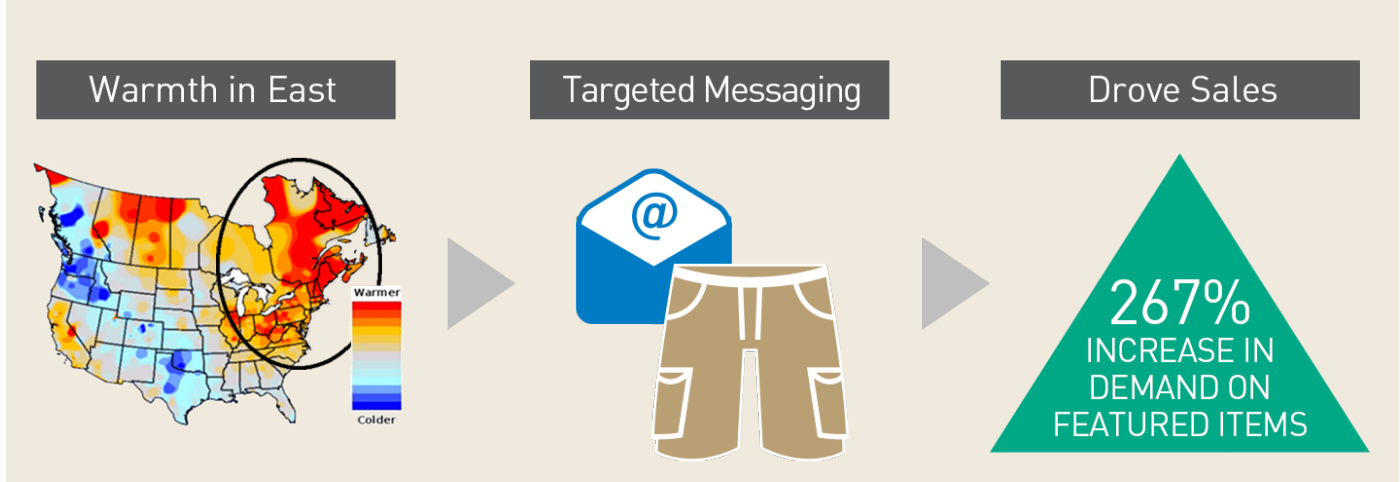 Warmth in East
Targeted Messaging
Drove Sales
Warmer
Colder
@
267%
INCREASE IN
DEMAND ON
FEATURED ITEMS